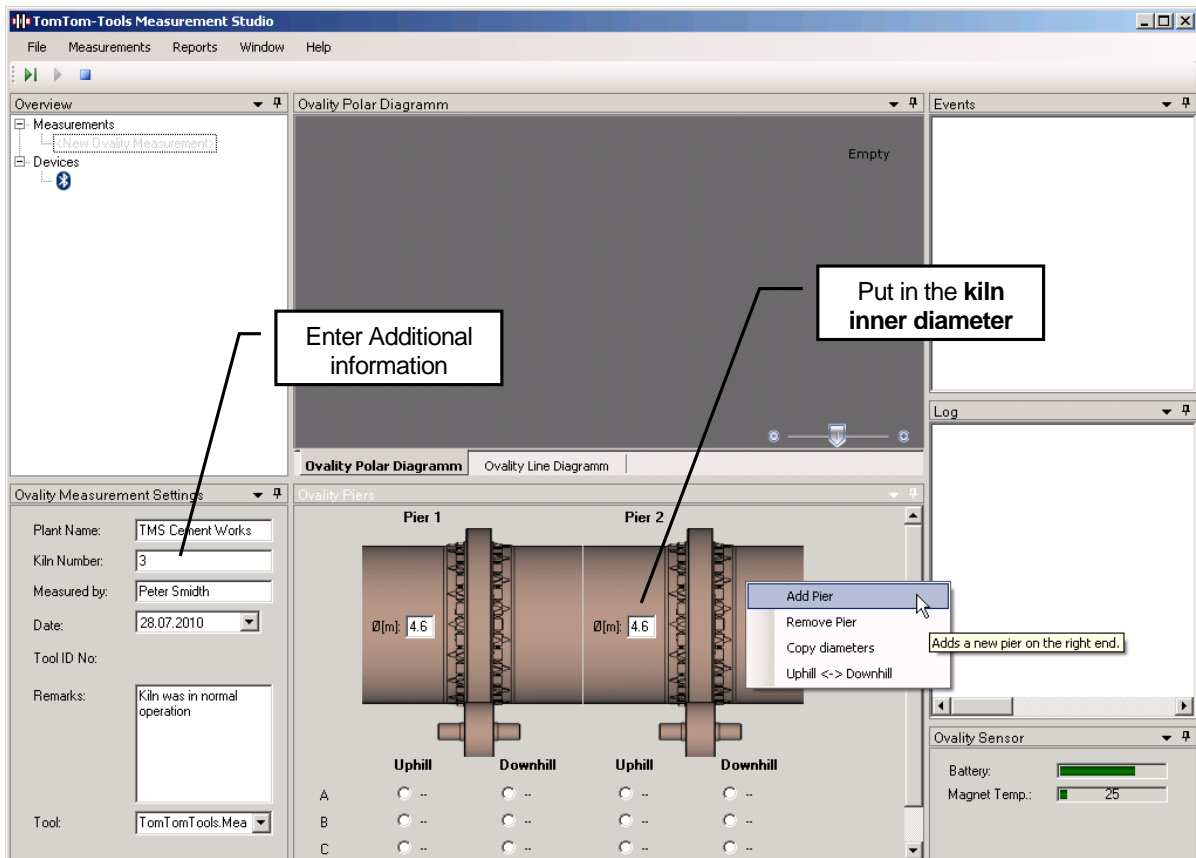 TomTom-Tools Measurement Studio
File Measurements Reports Window Help
Overview
Measurements
<New Ovality Measurement>
Devices
Ovality Polar Diagramm
Empty
Enter Additional
information
Put in the kiln
inner diameter
Ovality Polar Diagramm Ovality Line Diagramm
Events
Log
Ovality Measurement Settings
Plant Name: TMS Cement Works
Kiln Number: 3
Measured by: Peter Smidth
Date: 28.07.2010
Tool ID No:
Remarks: Kiln was in normal
operation
Tool: TomTomTools.Mea
Ovality Piers
Pier 1 Pier 2
Ø[m]: 4.6 Ø[m]: 4.6
Add Pier
Remove Pier
Copy diameters
Uphill <-> Downhill
Adds a new pier on the right end.
Uphill Downhill Uphill Downhill
A -- -- -- --
B -- -- -- --
C -- -- -- --
Ovality Sensor
Battery:
Magnet Temp.: 25